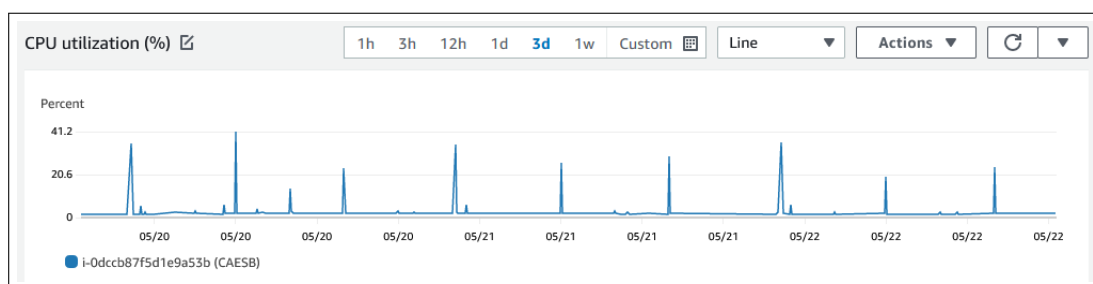 CPU utilization (%)
1h 3h 12h 1d 3d 1w Custom Line Actions
Percent
41.2
20.6
0
05/20 05/20 05/20 05/20 05/21 05/21 05/21 05/21 05/22 05/22 05/22 05/22
i-0dccb87f5d1e9a53b (CAESB)